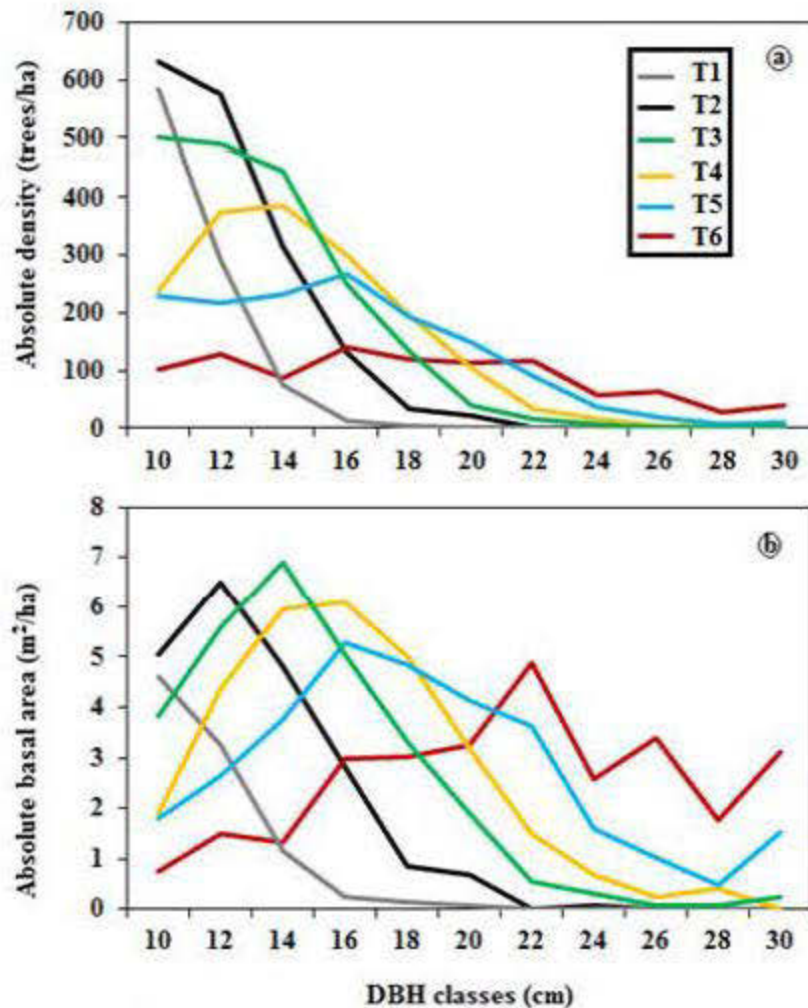 700
600
500
400
300
200
100
0
Absolute density (trees/ha)
ⓐ
T1
T2
T3
T4
T5
T6
10 12 14 16 18 20 22 24 26 28 30
8
7
6
5
4
3
2
1
0
Absolute basal area (m²/ha)
ⓑ
10 12 14 16 18 20 22 24 26 28 30
DBH classes (cm)